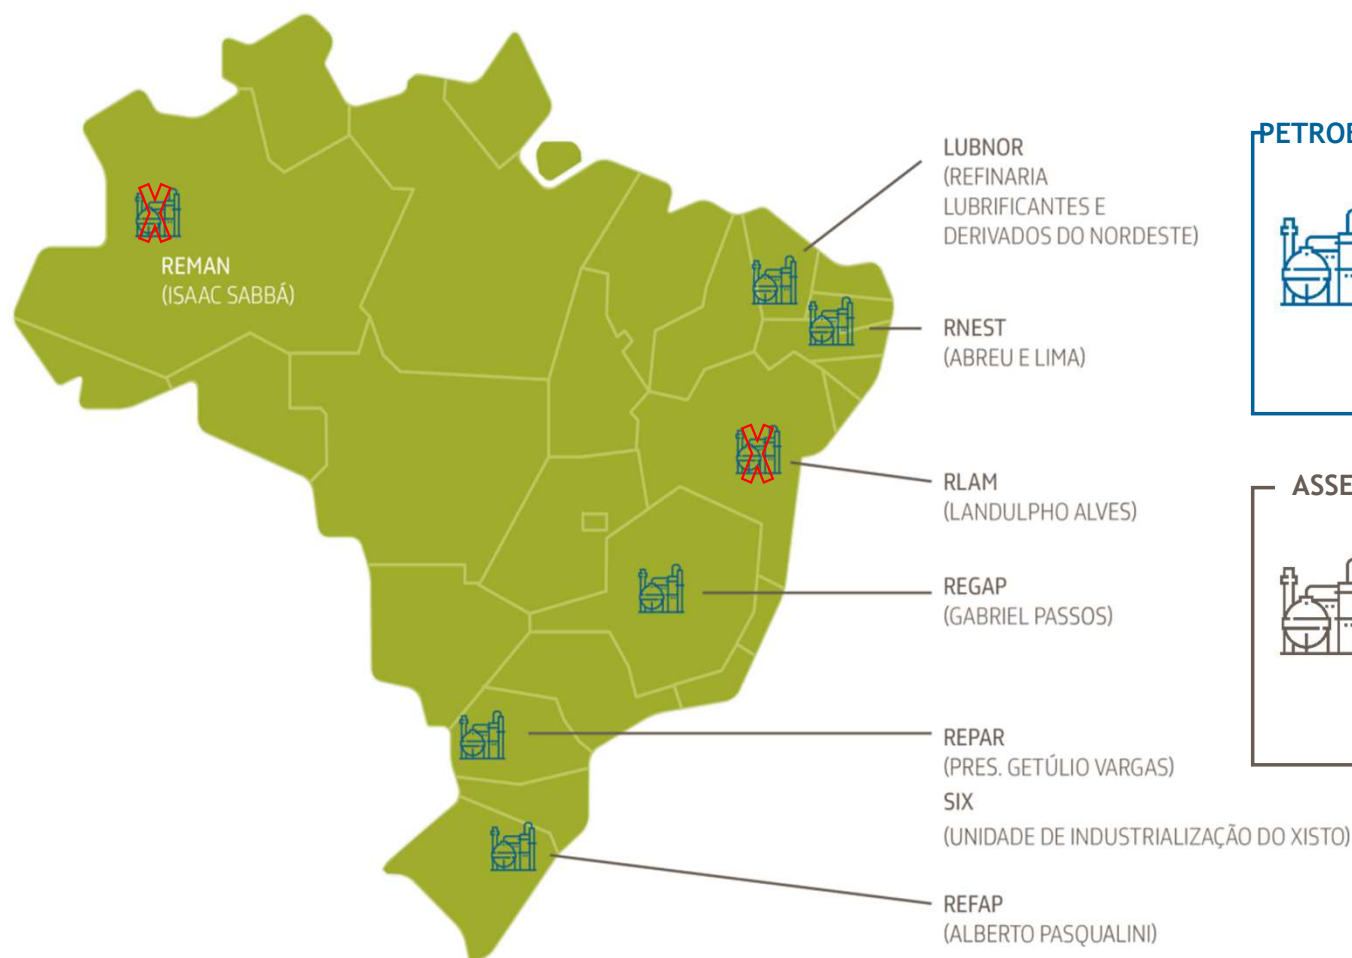 REMAN
(ISAAC SABBÁ)
LUBNOR
(REFINARIA
LUBRIFICANTES E
DERIVADOS DO NORDESTE)
RNEST
(ABREU E LIMA)
RLAM
(LANDULPHO ALVES)
REGAP
(GABRIEL PASSOS)
REPAR
(PRES. GETÚLIO VARGAS)
SIX
(UNIDADE DE INDUSTRIALIZAÇÃO DO XISTO)
REFAP
(ALBERTO PASQUALINI)